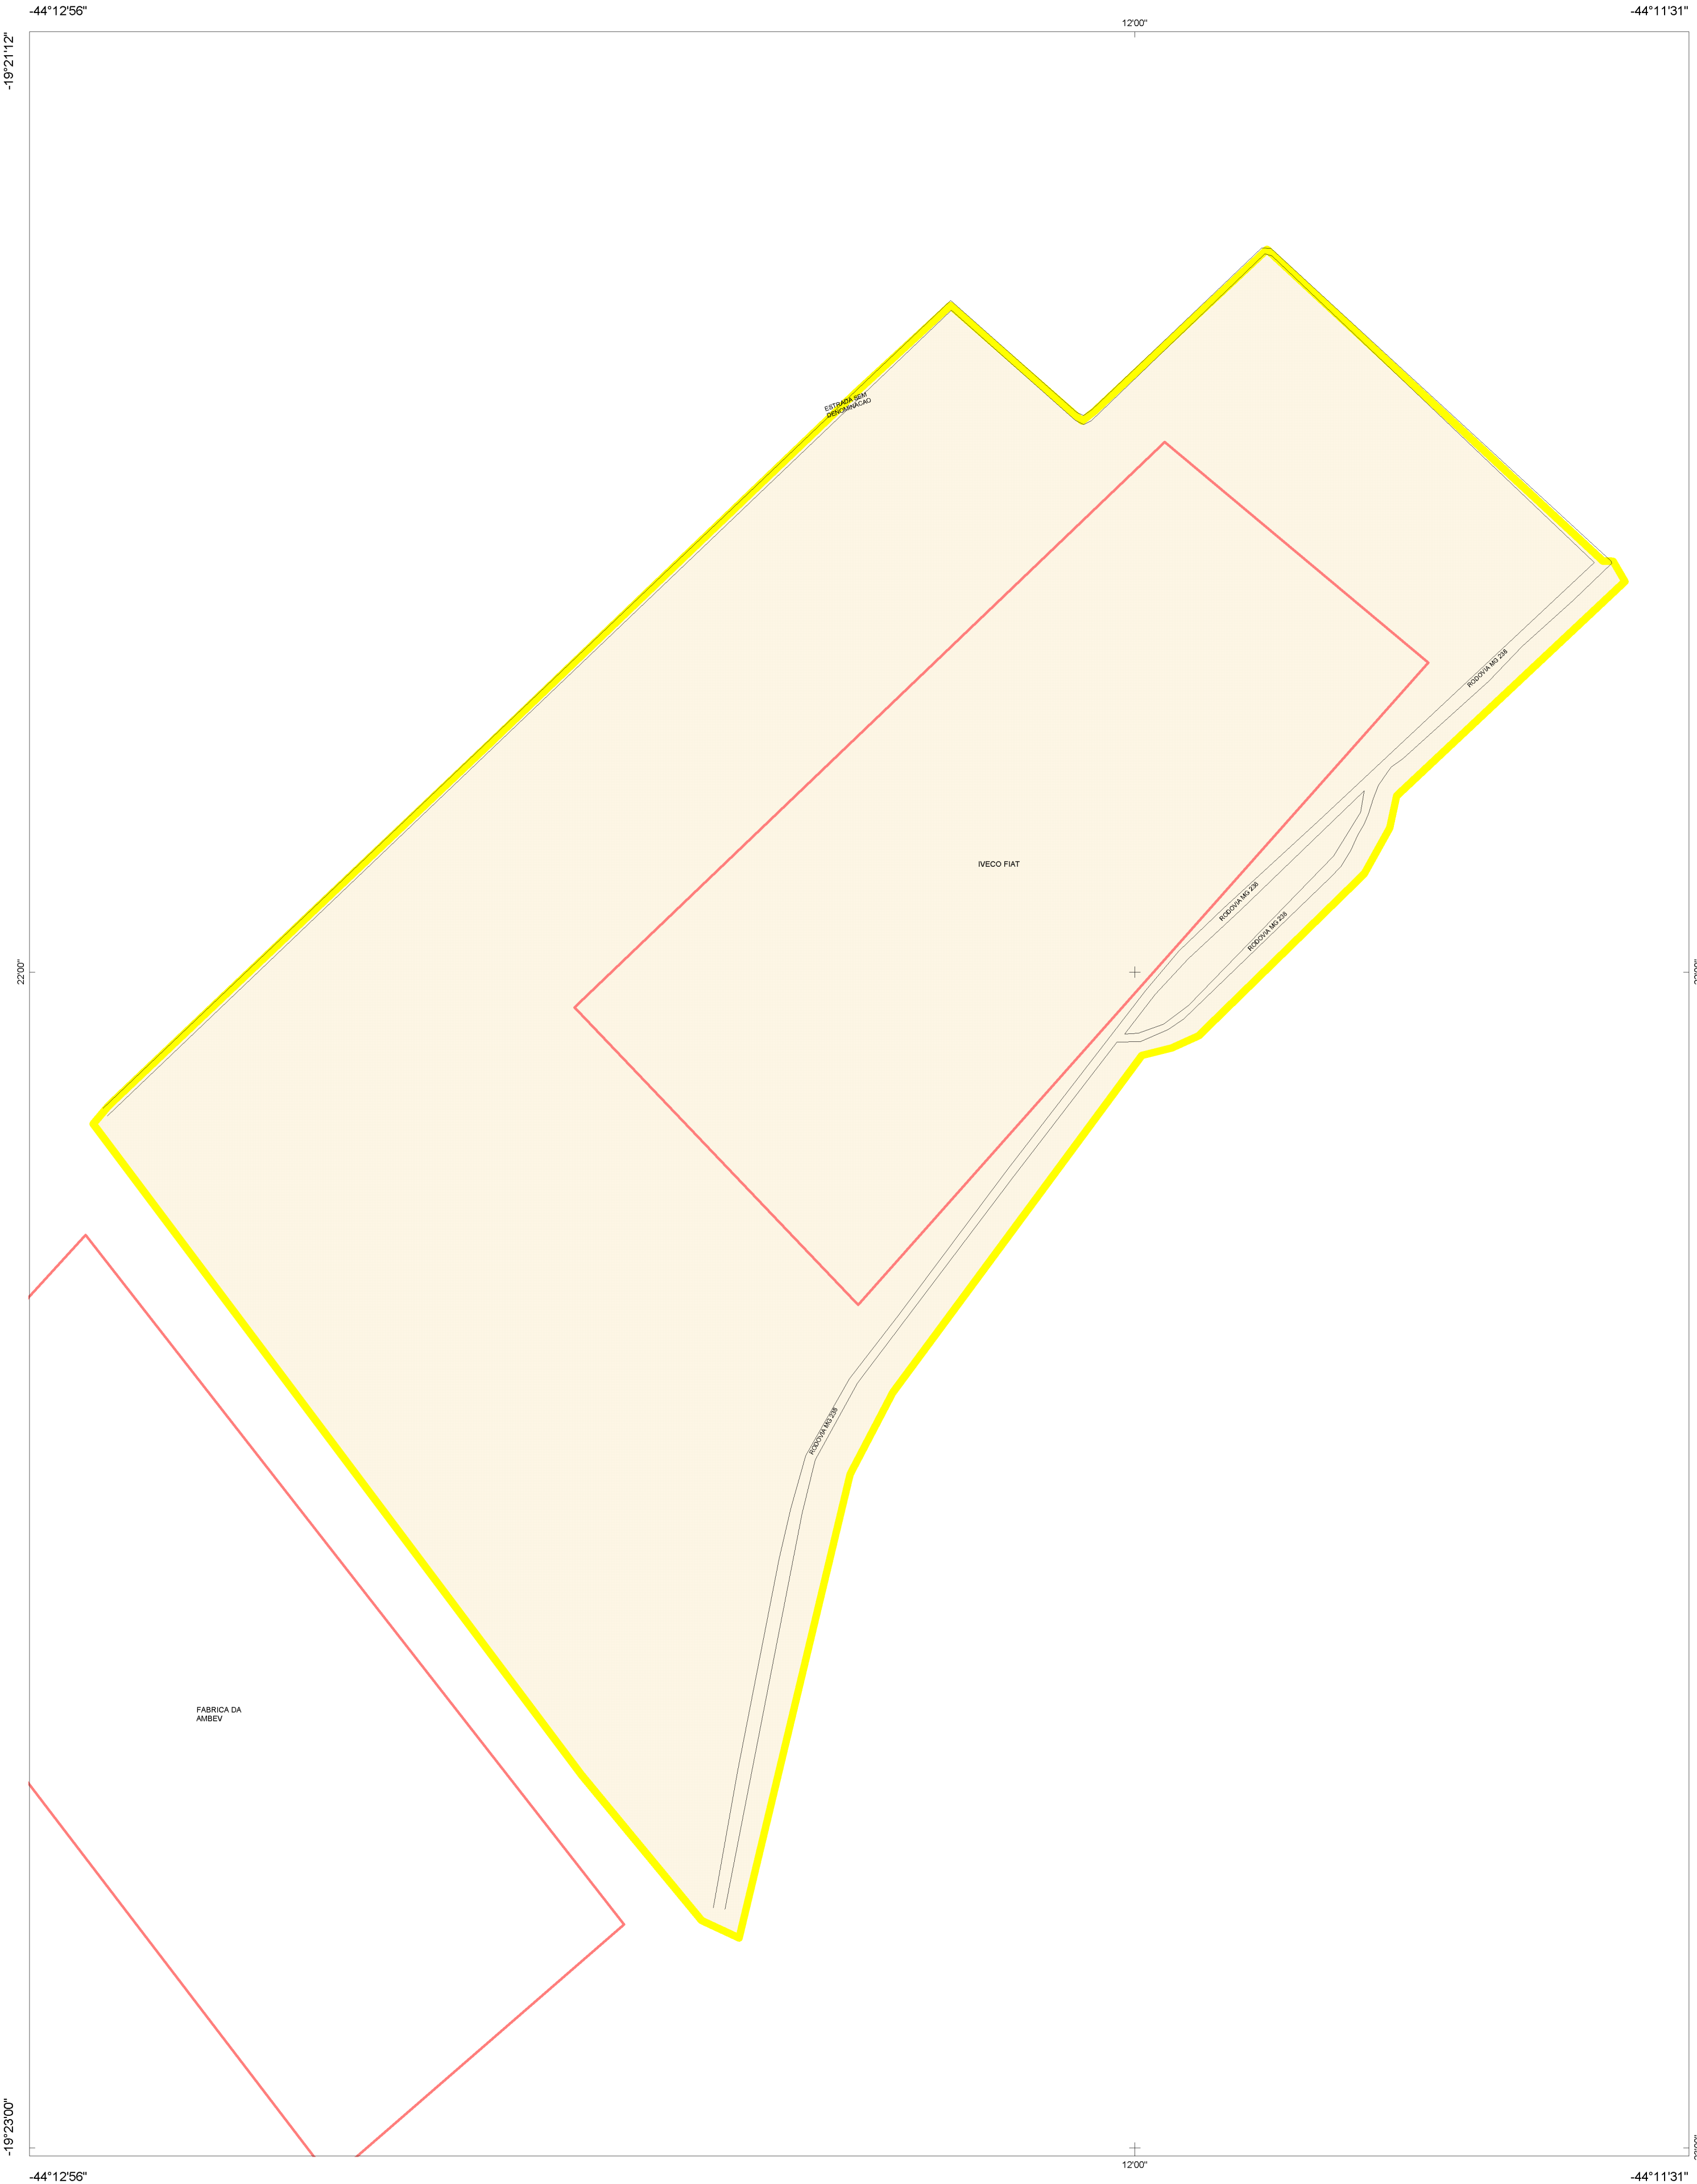 -44°12'56"
-44°11'31"
12'00"
-19°21'12"
ESTRADA SEM
DENOMINACAO
RODOVIA MG 238
IVECO FIAT
RODOVIA MG 238
RODOVIA MG 238
22'00"
RODOVIA MG 238
FABRICA DA
AMBEV
-19°23'00"
12'00"
-44°12'56"
-44°11'31"